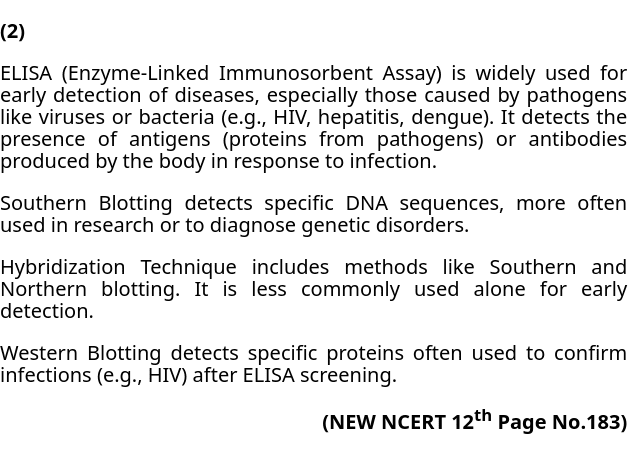 (2)
ELISA (Enzyme-Linked Immunosorbent Assay) is widely used for
early detection of diseases, especially those caused by pathogens
like viruses or bacteria (e.g., HIV, hepatitis, dengue). It detects the
presence of antigens (proteins from pathogens) or antibodies
produced by the body in response to infection.
Southern Blotting detects specific DNA sequences, more often
used in research or to diagnose genetic disorders.
Hybridization Technique includes methods like Southern and
Northern blotting. It is less commonly used alone for early
detection.
Western Blotting detects specific proteins often used to confirm
infections (e.g., HIV) after ELISA screening.
(NEW NCERT 12th Page No.183)